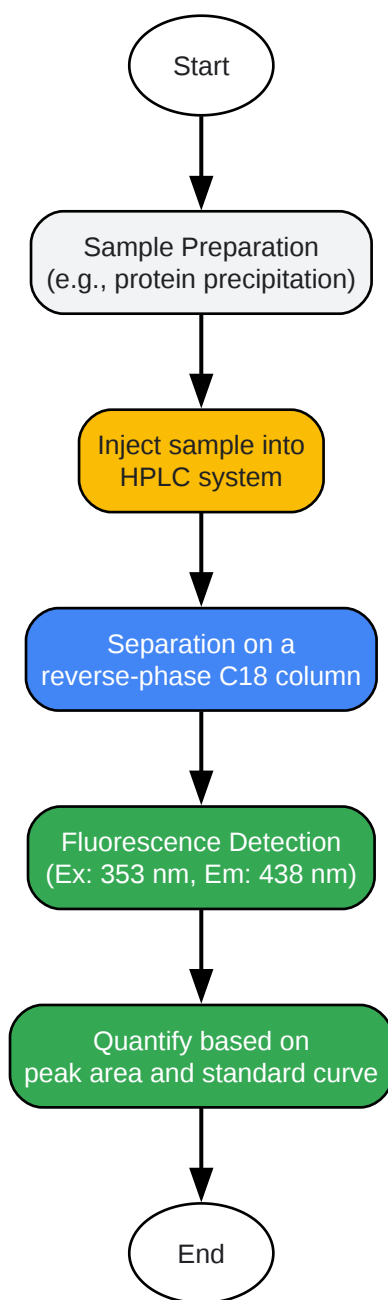 Start
Sample Preparation
(e.g., protein precipitation)
Inject sample into
HPLC system
Separation on a
reverse-phase C18 column
Fluorescence Detection
(Ex: 353 nm, Em: 438 nm)
Quantify based on
peak area and standard curve
End